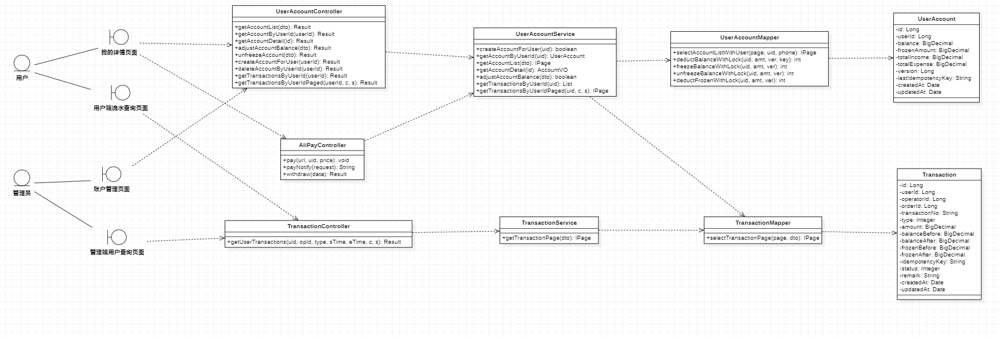 用户
我的详情页面
用户端流水查询页面
管理员
账户管理页面
管理端用户查询页面
UserAccountController
+getAccountList(dto): Result
+getAccountByUserId(userId): Result
+getAccountDetail(id): Result
+adjustAccountBalance(dto): Result
+unfreezeAccount(dto): Result
+createAccountForUser(userId): Result
+deleteAccountByUserId(userId): Result
+getTransactionsByUserId(userId): Result
+getTransactionsByUserIdPaged(userId, c, s): Result
AliPayController
+pay(url, uid, price): void
+payNotify(request): String
+withdraw(data): Result
TransactionController
+getUserTransactions(uid, opId, type, sTime, eTime, c, s): Result
UserAccountService
+createAccountForUser(uid): boolean
+getAccountByUserId(uid): UserAccount
+getAccountList(dto): IPage
+getAccountDetail(id): AccountVO
+adjustAccountBalance(dto): boolean
+getTransactionsByUserId(uid): List
+getTransactionsByUserIdPaged(uid, c, s): IPage
TransactionService
+getTransactionPage(dto): IPage
UserAccountMapper
+selectAccountListWithUser(page, uid, phone): IPage
+deductBalanceWithLock(uid, amt, ver, key): int
+freezeBalanceWithLock(uid, amt, ver): int
+unfreezeBalanceWithLock(uid, amt, ver): int
+deductFrozenWithLock(uid, amt, ver): int
TransactionMapper
+selectTransactionPage(page, dto): IPage
UserAccount
-id: Long
-userId: Long
-balance: BigDecimal
-frozenAmount: BigDecimal
-totalIncome: BigDecimal
-totalExpense: BigDecimal
-version: Long
-lastIdempotencyKey: String
-createdAt: Date
-updatedAt: Date
Transaction
-id: Long
-userId: Long
-operatorId: Long
-orderId: Long
-transactionNo: String
-type: Integer
-amount: BigDecimal
-balanceBefore: BigDecimal
-balanceAfter: BigDecimal
-frozenBefore: BigDecimal
-frozenAfter: BigDecimal
-idempotencyKey: String
-status: Integer
-remark: String
-createdAt: Date
-updatedAt: Date